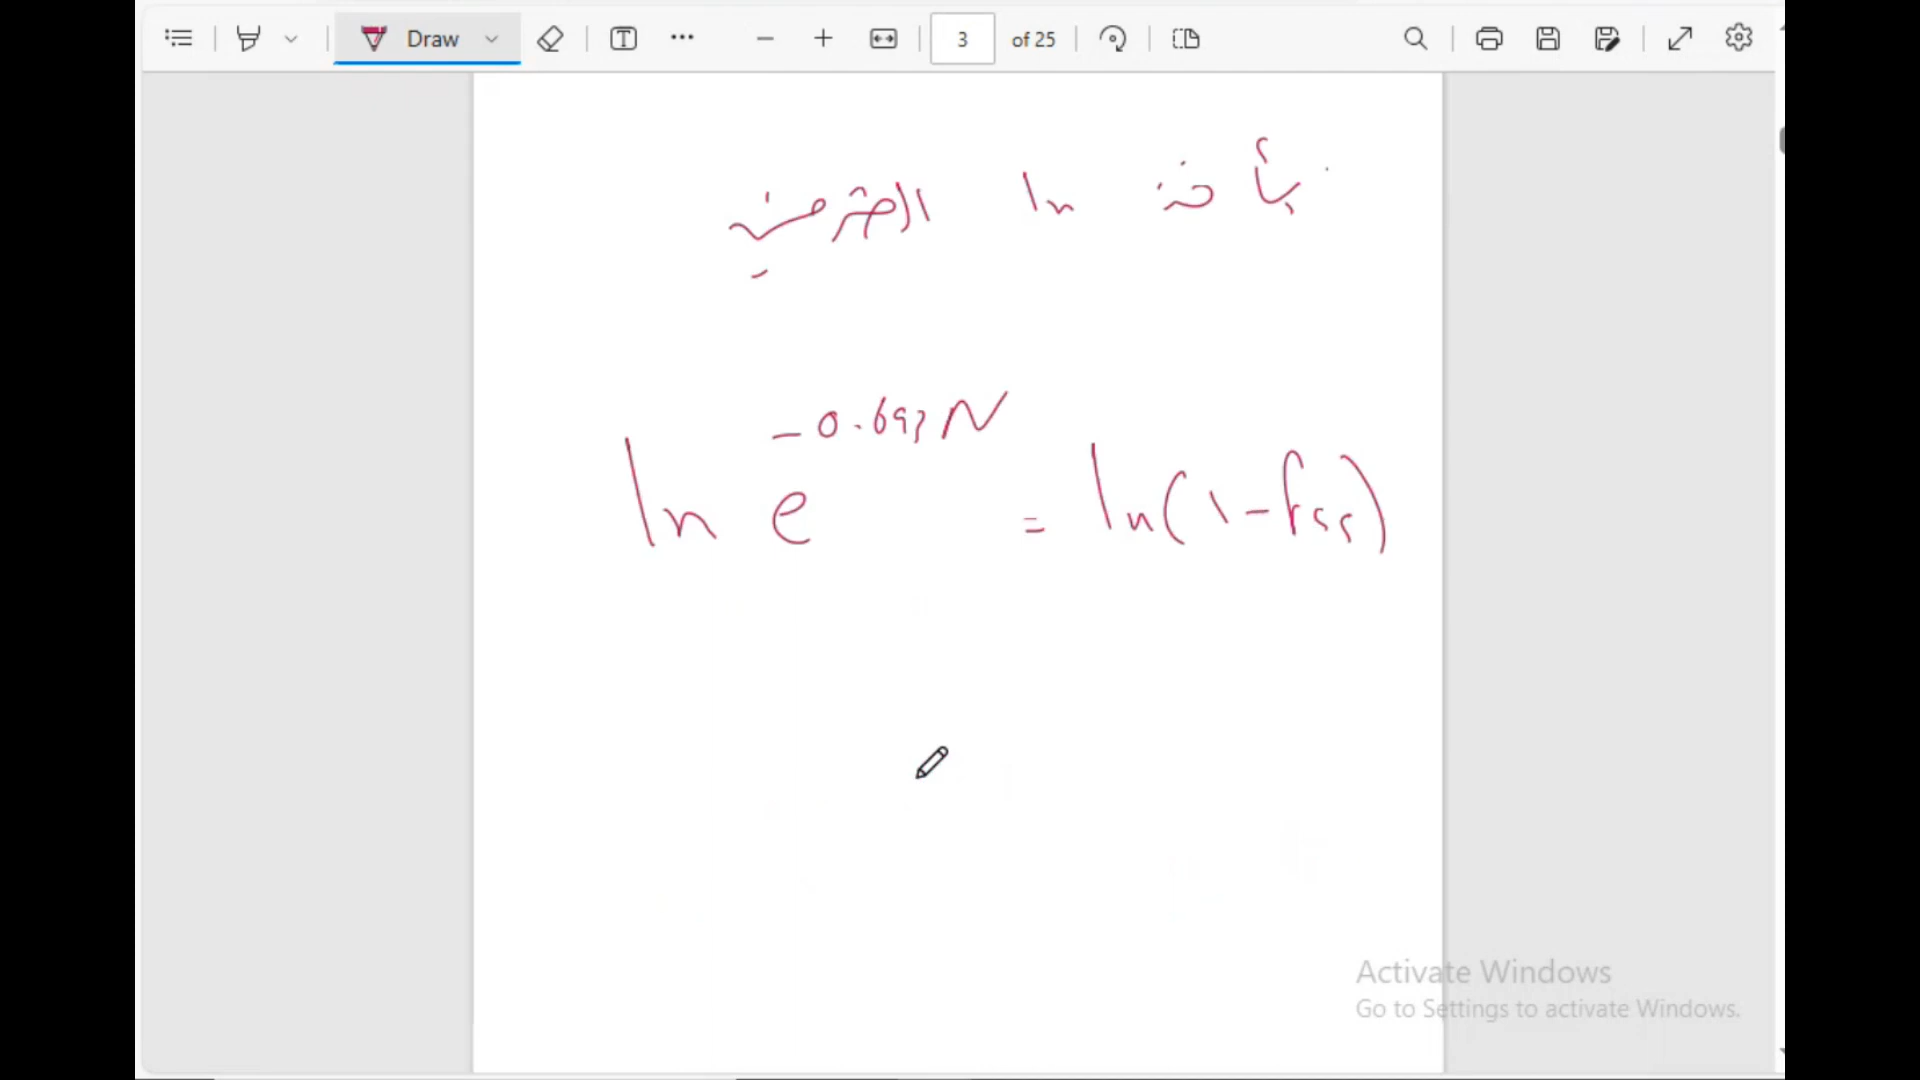 Draw 3 of 25
بأخذ ln الطرفين
ln e^-0.693N = ln(1-fss)
Activate Windows
Go to Settings to activate Windows.